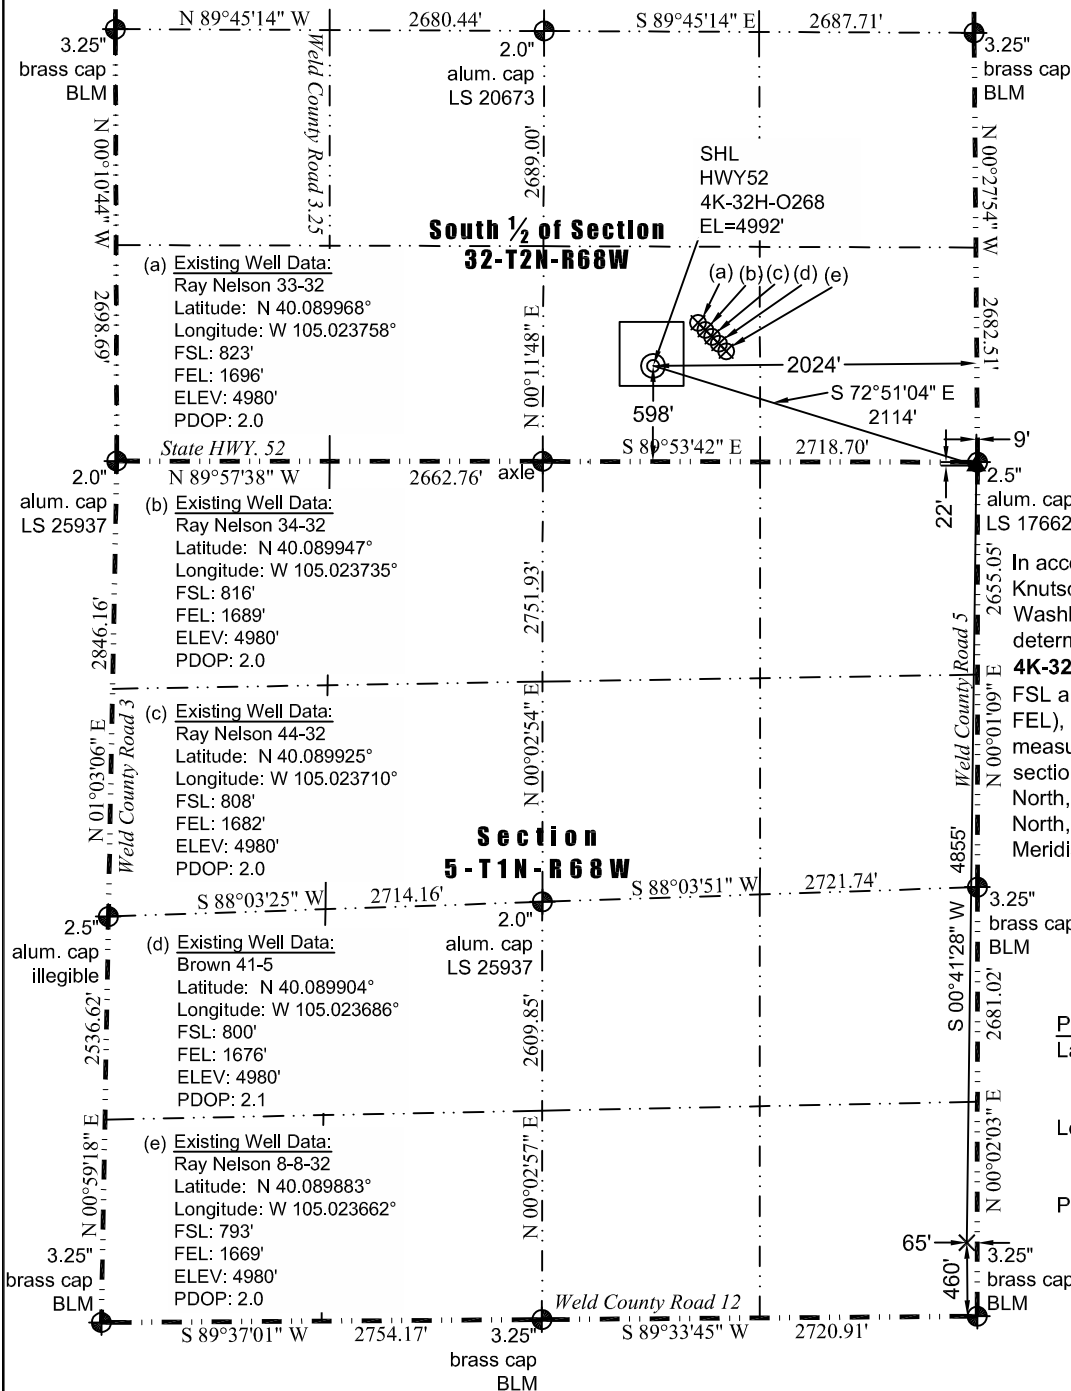 N 89°45'14" W
2680.44'
S 89°45'14" E
2687.71'
3.25"
brass cap
BLM
Weld County Road 3.25
2.0"
alum. cap
LS 20673
3.25"
brass cap
BLM
N 00°10'44" W
2698.69'
2689.00'
N 00°11'48" E
N 00°27'54" W
2682.51'
SHL
HWY52
4K-32H-O268
EL=4992'
South ½ of Section
32-T2N-R68W
(a) (b) (c) (d) (e)
(a) Existing Well Data:
Ray Nelson 33-32
Latitude: N 40.089968°
Longitude: W 105.023758°
FSL: 823'
FEL: 1696'
ELEV: 4980'
PDOP: 2.0
2024'
S 72°51'04" E
2114'
598'
9'
22'
State HWY. 52
N 89°57'38" W
2662.76'
axle
S 89°53'42" E
2718.70'
2.0"
alum. cap
LS 25937
2.5"
alum. cap
LS 17662
(b) Existing Well Data:
Ray Nelson 34-32
Latitude: N 40.089947°
Longitude: W 105.023735°
FSL: 816'
FEL: 1689'
ELEV: 4980'
PDOP: 2.0
2846.16'
N 01°03'06" E
Weld County Road 3
2751.93'
N 00°02'54" E
2655.05'
N 00°01'09" E
Weld County Road 5
In acco
Knutso
Washb
determ
4K-32
FSL a
FEL),
measu
section
North,
North,
Meridi
(c) Existing Well Data:
Ray Nelson 44-32
Latitude: N 40.089925°
Longitude: W 105.023710°
FSL: 808'
FEL: 1682'
ELEV: 4980'
PDOP: 2.0
Section
5-T1N-R68W
S 88°03'25" W
2714.16'
S 88°03'51" W
2721.74'
4855'
S 00°41'28" W
2.5"
alum. cap
illegible
2.0"
alum. cap
LS 25937
3.25"
brass cap
BLM
(d) Existing Well Data:
Brown 41-5
Latitude: N 40.089904°
Longitude: W 105.023686°
FSL: 800'
FEL: 1676'
ELEV: 4980'
PDOP: 2.1
2536.62'
N 00°59'18" E
2609.85'
N 00°02'57" E
2681.02'
N 00°02'03" E
P
La
Lo
P
(e) Existing Well Data:
Ray Nelson 8-8-32
Latitude: N 40.089883°
Longitude: W 105.023662°
FSL: 793'
FEL: 1669'
ELEV: 4980'
PDOP: 2.0
65'
460'
3.25"
brass cap
BLM
3.25"
brass cap
BLM
Weld County Road 12
S 89°37'01" W
2754.17'
3.25"
brass cap
BLM
S 89°33'45" W
2720.91'